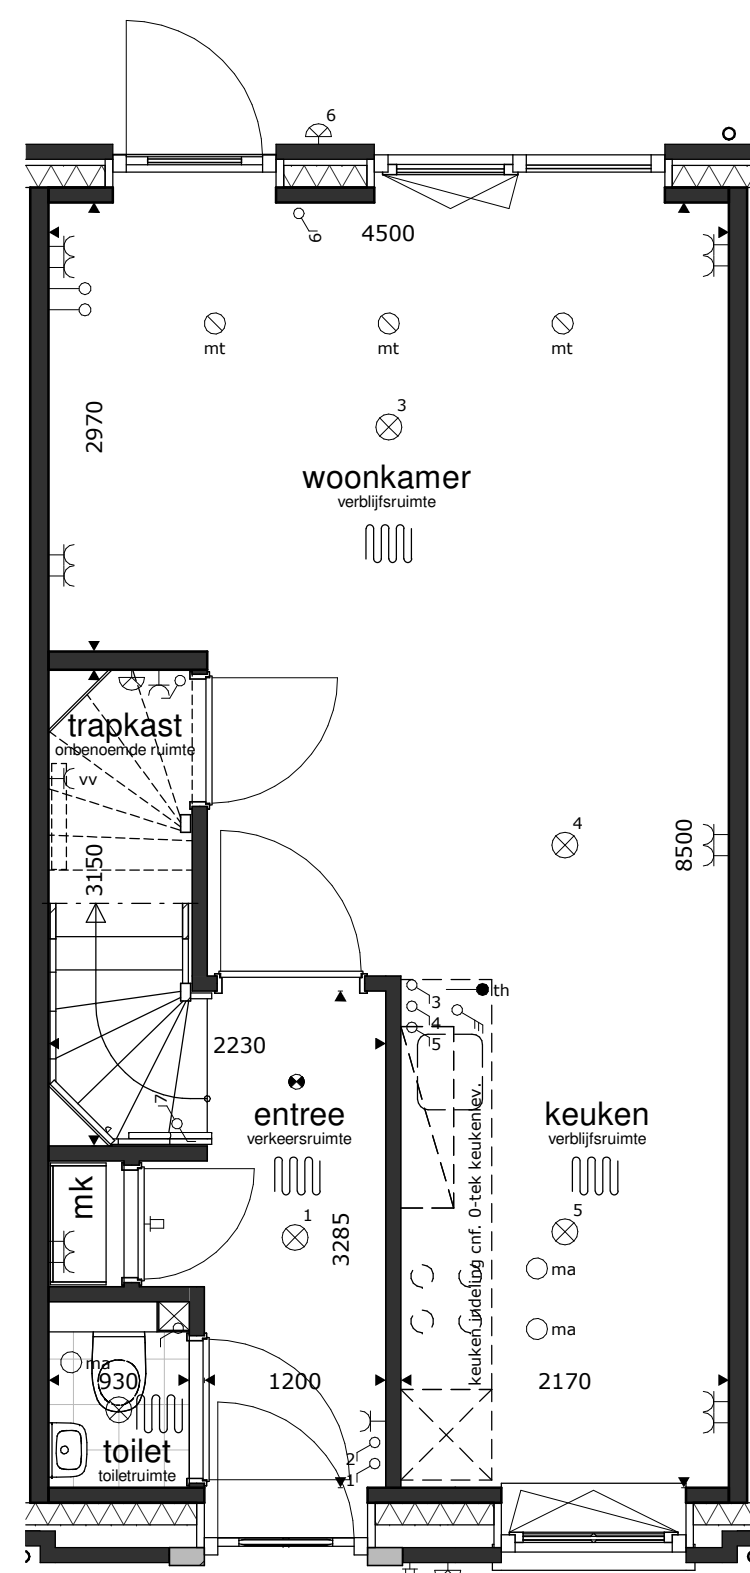 6
6
4500
mt
mt
mt
3
2970
woonkamer
verblijfsruimte
trapkast
onbenoemde ruimte
vv
4
8500
3150
th
3
4
5
2230
7
entree
verkeersruimte
keuken
verblijfsruimte
keuken indeling cnf. 0-tek keukenlev.
mk
1
3285
5
ma
ma
ma
930
1200
2170
toilet
toiletruimte
2
1